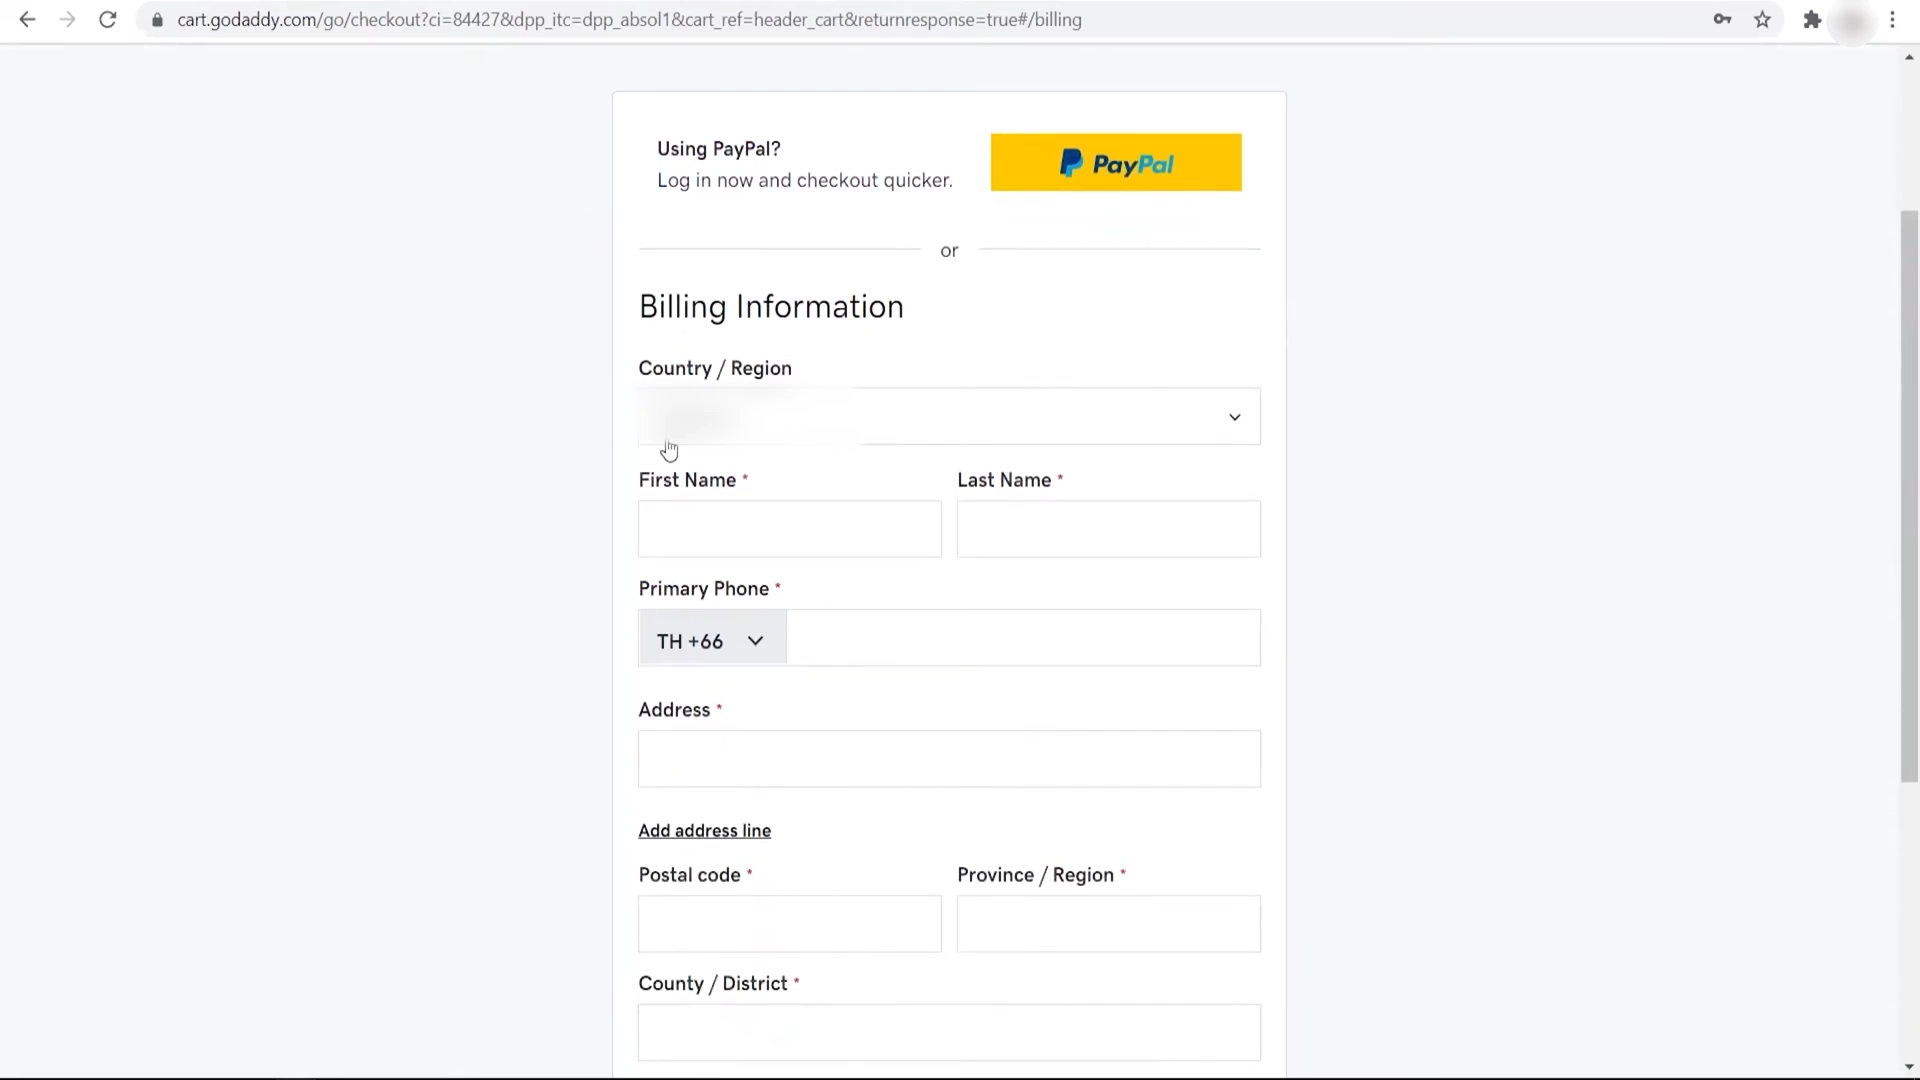 cart.godaddy.com/go/checkout?ci=84427&dpp_itc=dpp_absol1&cart_ref=header_cart&returnresponse=true#/billing
Using PayPal?
Log in now and checkout quicker.
PayPal
or
Billing Information
Country / Region
First Name *
Last Name *
Primary Phone *
TH +66
Address *
Add address line
Postal code *
Province / Region *
County / District *